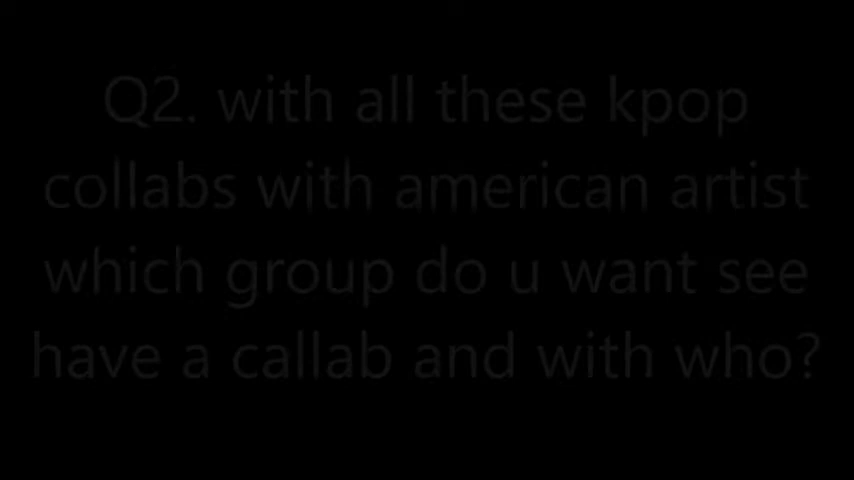 Q2. with all these kpop
collabs with american artist
which group do u want see
have a callab and with who?